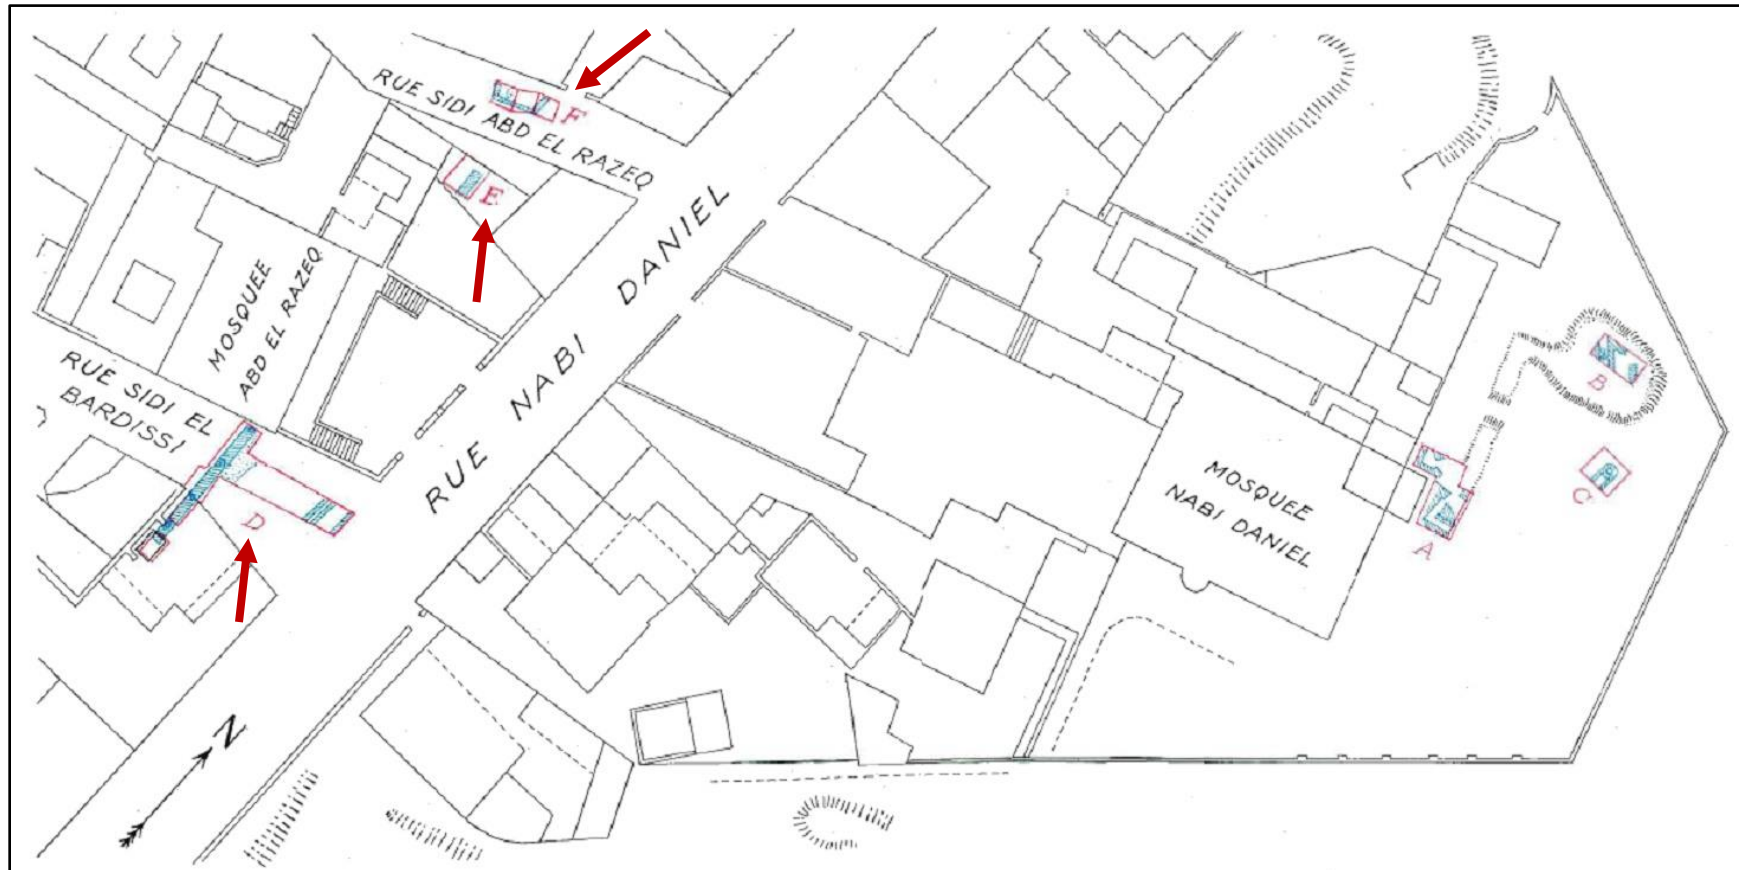 RUE SIDI ABD EL RAZEQ
F
E
MOSQUEE
ABD EL RAZEQ
RUE NABI DANIEL
RUE SIDI EL
BARDISSI
D
B
C
A
MOSQUEE
NABI DANIEL
N